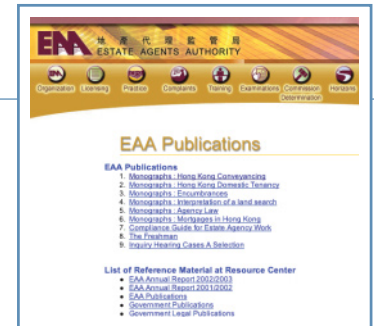 EAA 地 產 代 理 監 管 局
ESTATE AGENTS AUTHORITY
Organization Licensing Practice Complaints Training Examinations Commission Determination Horizons
EAA Publications
EAA Publications
1. Monographs : Hong Kong Conveyancing
2. Monographs : Hong Kong Domestic Tenancy
3. Monographs : Encumbrances
4. Monographs : Interpretation of a land search
5. Monographs : Agency Law
6. Monographs : Mortgages in Hong Kong
7. Compliance Guide for Estate Agency Work
8. The Freshman
9. Inquiry Hearing Cases A Selection
List of Reference Material at Resource Center
• EAA Annual Report 2002/2003
• EAA Annual Report 2001/2002
• EAA Publications
• Government Publications
• Government Legal Publications